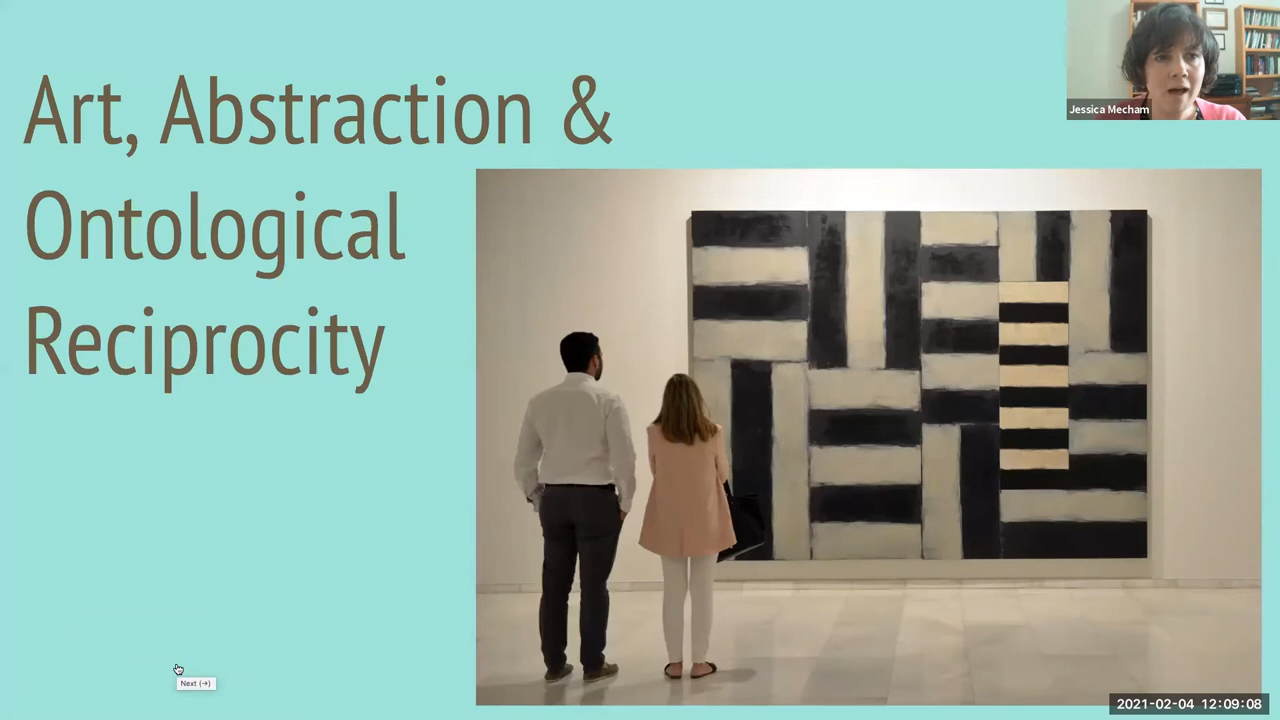 Art, Abstraction &
Ontological
Reciprocity
Jessica Mecham
Next (→)
2021-02-04 12:09:08